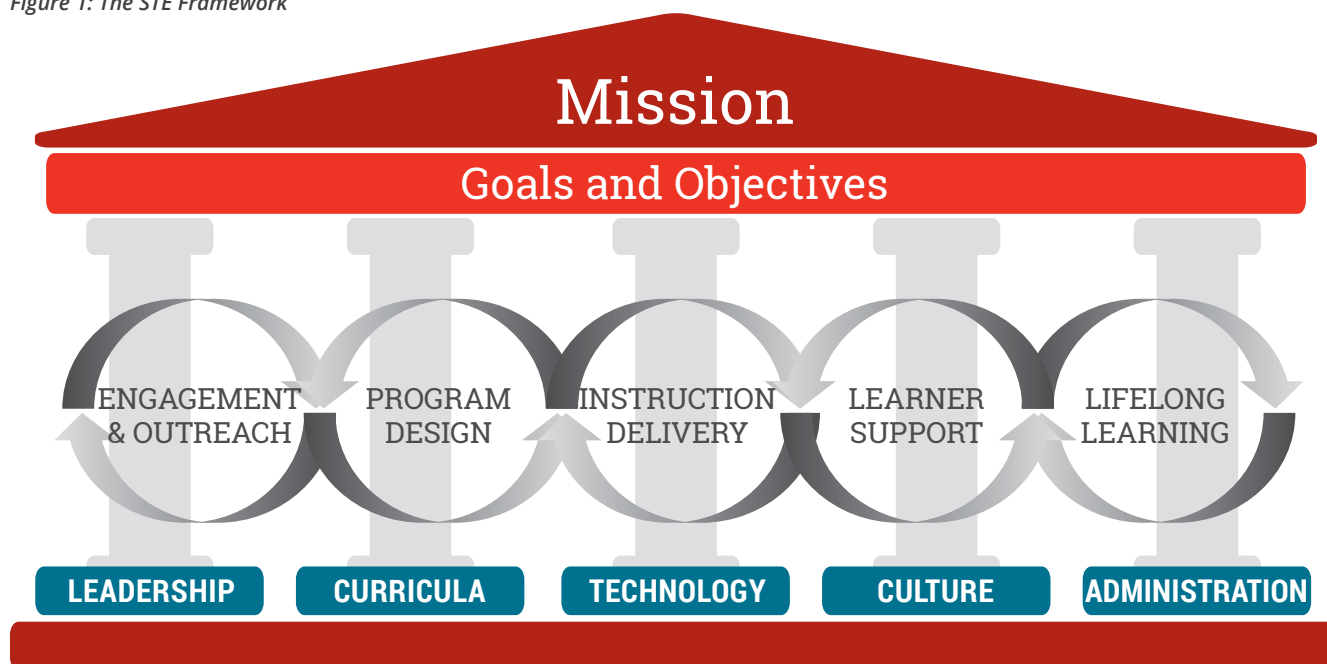 Figure 1: The STE Framework
Mission
Goals and Objectives
ENGAGEMENT
& OUTREACH
PROGRAM
DESIGN
INSTRUCTION
DELIVERY
LEARNER
SUPPORT
LIFELONG
LEARNING
LEADERSHIP
CURRICULA
TECHNOLOGY
CULTURE
ADMINISTRATION